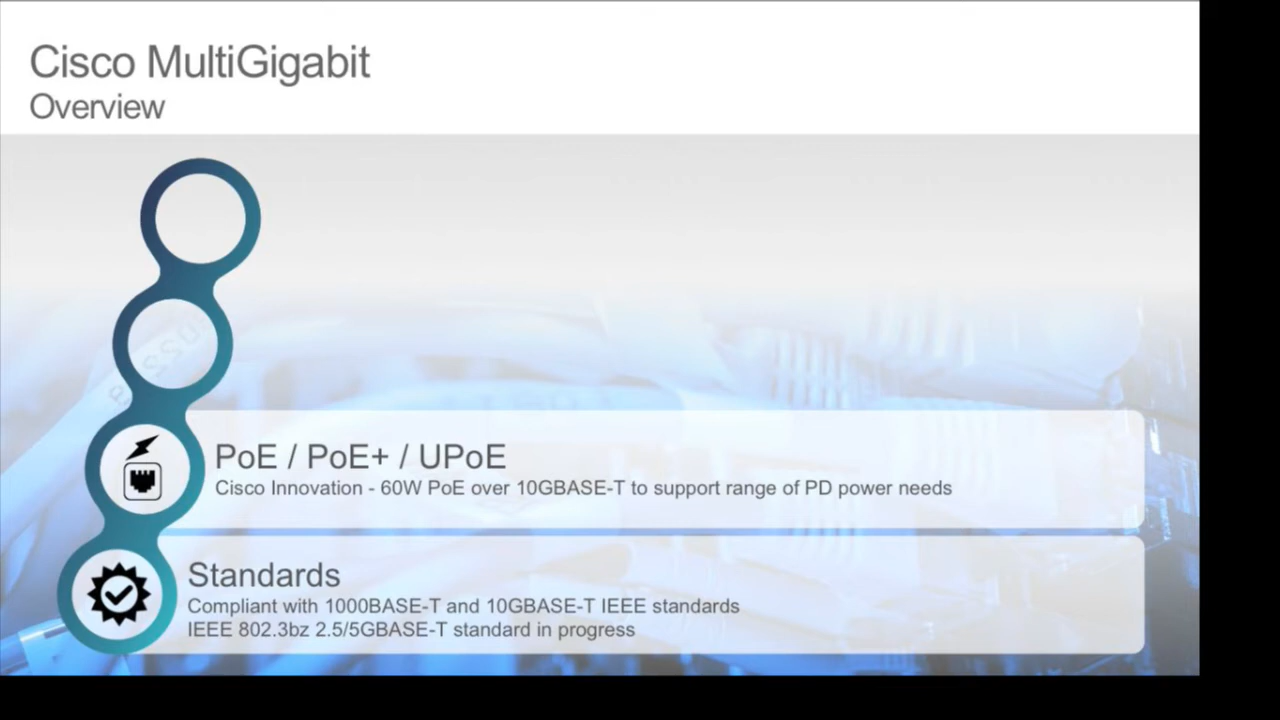 Cisco MultiGigabit
Overview
PoE / PoE+ / UPoE
Cisco Innovation - 60W PoE over 10GBASE-T to support range of PD power needs
Standards
Compliant with 1000BASE-T and 10GBASE-T IEEE standards
IEEE 802.3bz 2.5/5GBASE-T standard in progress